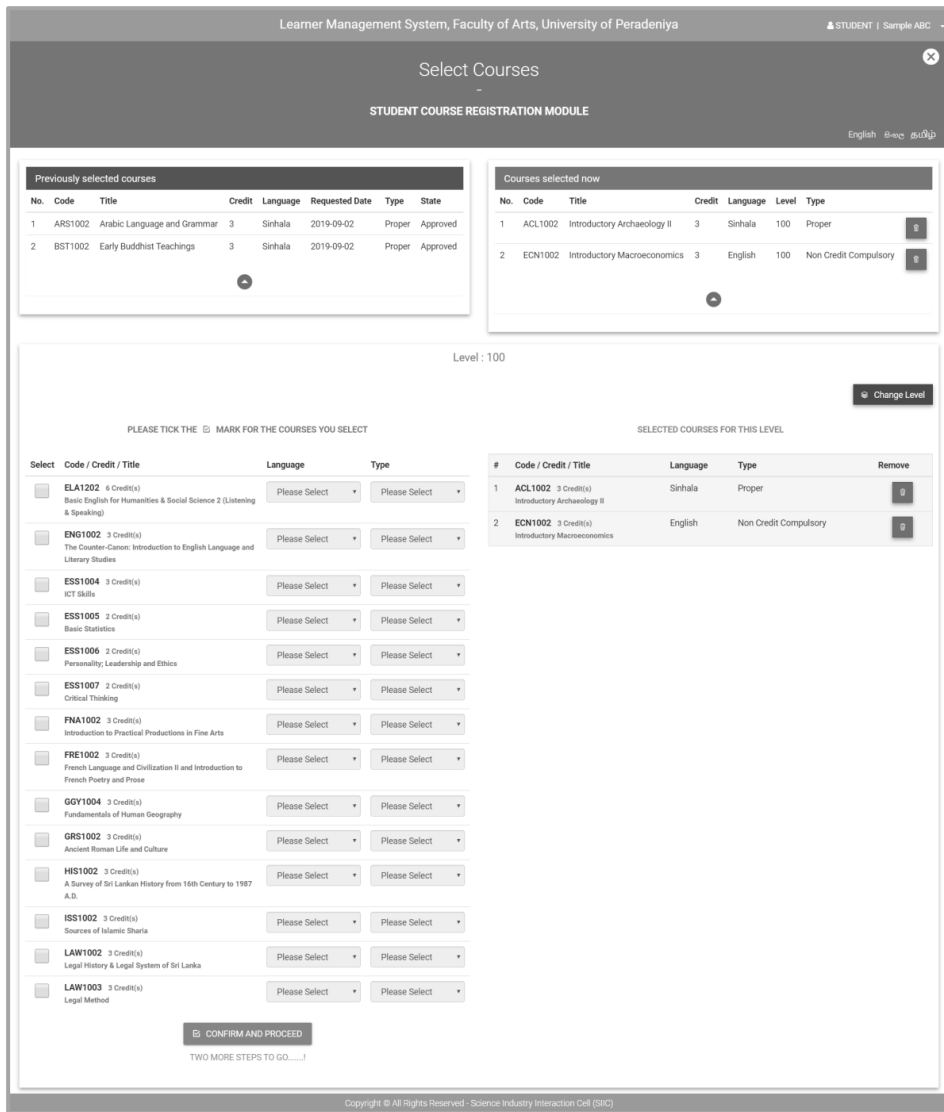 Learner Management System, Faculty of Arts, University of Peradeniya
STUDENT | Sample ABC
Select Courses
–
STUDENT COURSE REGISTRATION MODULE
English සිංහල தமிழ்
Previously selected courses
No. Code Title Credit Language Requested Date Type State
1 ARS1002 Arabic Language and Grammar 3 Sinhala 2019-09-02 Proper Approved
2 BST1002 Early Buddhist Teachings 3 Sinhala 2019-09-02 Proper Approved
Courses selected now
No. Code Title Credit Language Level Type
1 ACL1002 Introductory Archaeology II 3 Sinhala 100 Proper
2 ECN1002 Introductory Macroeconomics 3 English 100 Non Credit Compulsory
Level : 100
Change Level
PLEASE TICK THE MARK FOR THE COURSES YOU SELECT
Select Code / Credit / Title Language Type
ELA1202 6 Credit(s) Please Select Please Select
Basic English for Humanities & Social Science 2 (Listening
& Speaking)
ENG1002 3 Credit(s) Please Select Please Select
The Counter-Canon: Introduction to English Language and
Literary Studies
ESS1004 3 Credit(s) Please Select Please Select
ICT Skills
ESS1005 2 Credit(s) Please Select Please Select
Basic Statistics
ESS1006 2 Credit(s) Please Select Please Select
Personality; Leadership and Ethics
ESS1007 2 Credit(s) Please Select Please Select
Critical Thinking
FNA1002 3 Credit(s) Please Select Please Select
Introduction to Practical Productions in Fine Arts
FRE1002 3 Credit(s) Please Select Please Select
French Language and Civilization II and Introduction to
French Poetry and Prose
GGY1004 3 Credit(s) Please Select Please Select
Fundamentals of Human Geography
GRS1002 3 Credit(s) Please Select Please Select
Ancient Roman Life and Culture
HIS1002 3 Credit(s) Please Select Please Select
A Survey of Sri Lankan History from 16th Century to 1987
A.D.
ISS1002 3 Credit(s) Please Select Please Select
Sources of Islamic Sharia
LAW1002 3 Credit(s) Please Select Please Select
Legal History & Legal System of Sri Lanka
LAW1003 3 Credit(s) Please Select Please Select
Legal Method
CONFIRM AND PROCEED
TWO MORE STEPS TO GO.......!
SELECTED COURSES FOR THIS LEVEL
# Code / Credit / Title Language Type Remove
1 ACL1002 3 Credit(s) Sinhala Proper
Introductory Archaeology II
2 ECN1002 3 Credit(s) English Non Credit Compulsory
Introductory Macroeconomics
Copyright © All Rights Reserved - Science Industry Interaction Cell (SIIC)